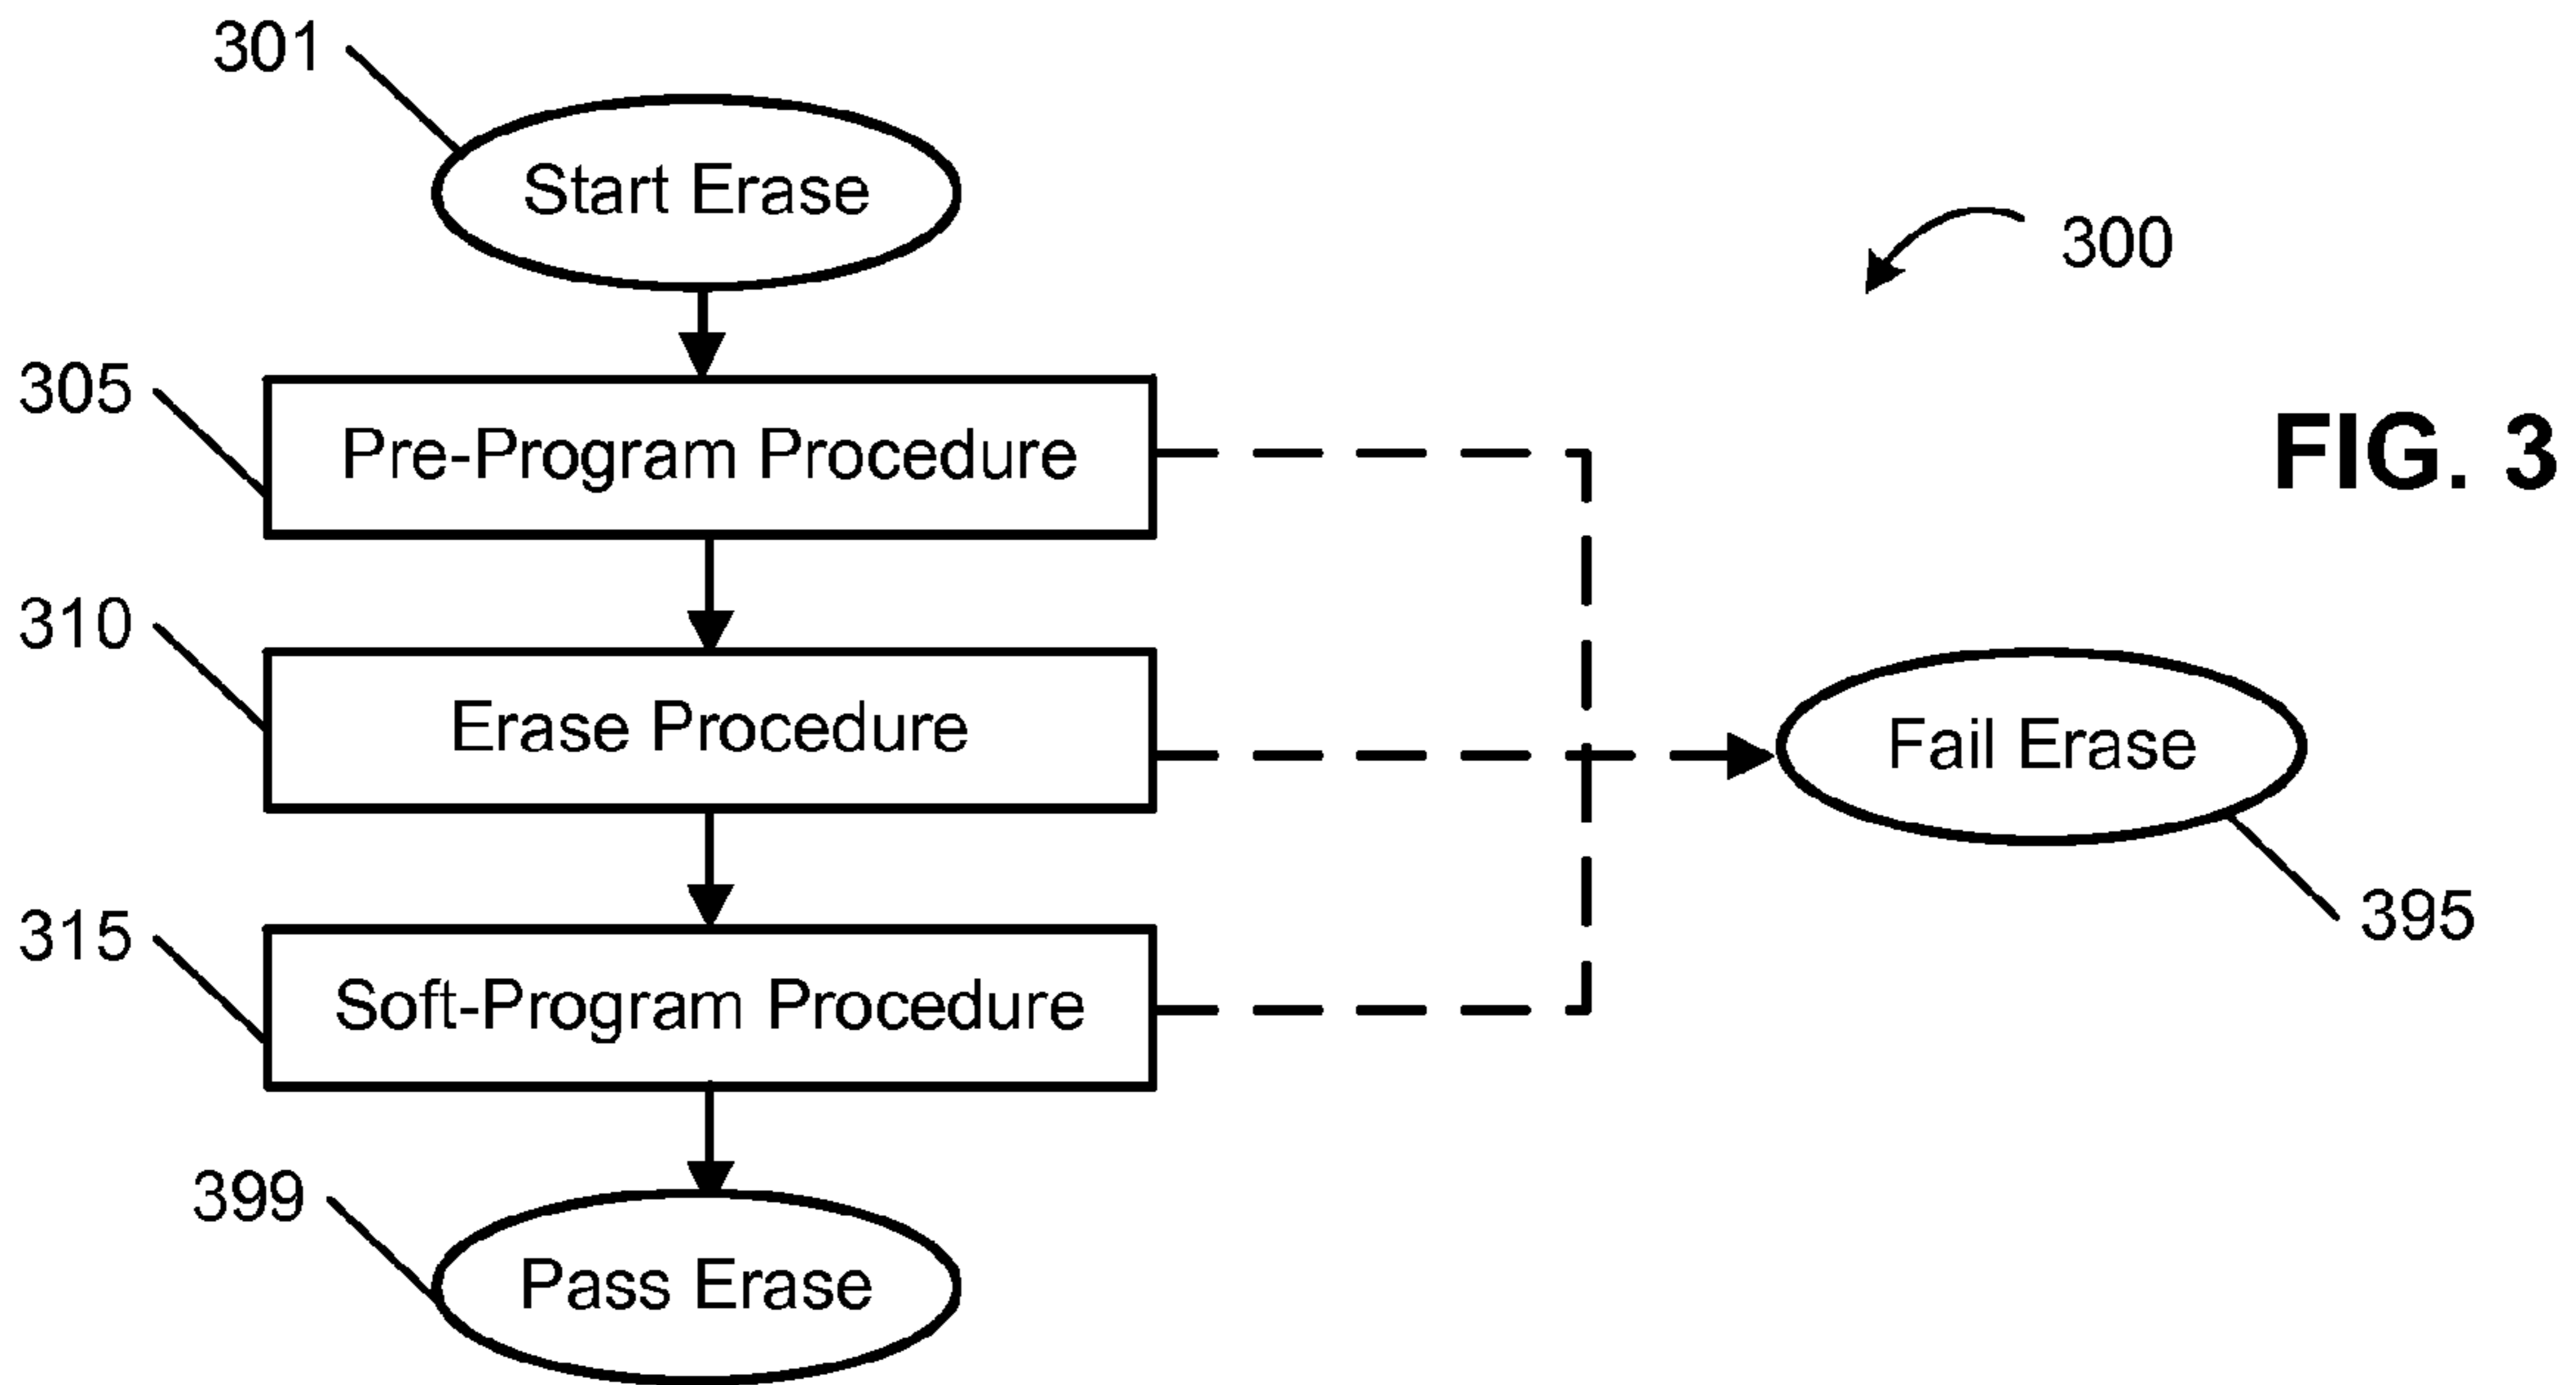 301
Start Erase
300
305
Pre-Program Procedure
FIG. 3
310
Erase Procedure
Fail Erase
395
315
Soft-Program Procedure
399
Pass Erase